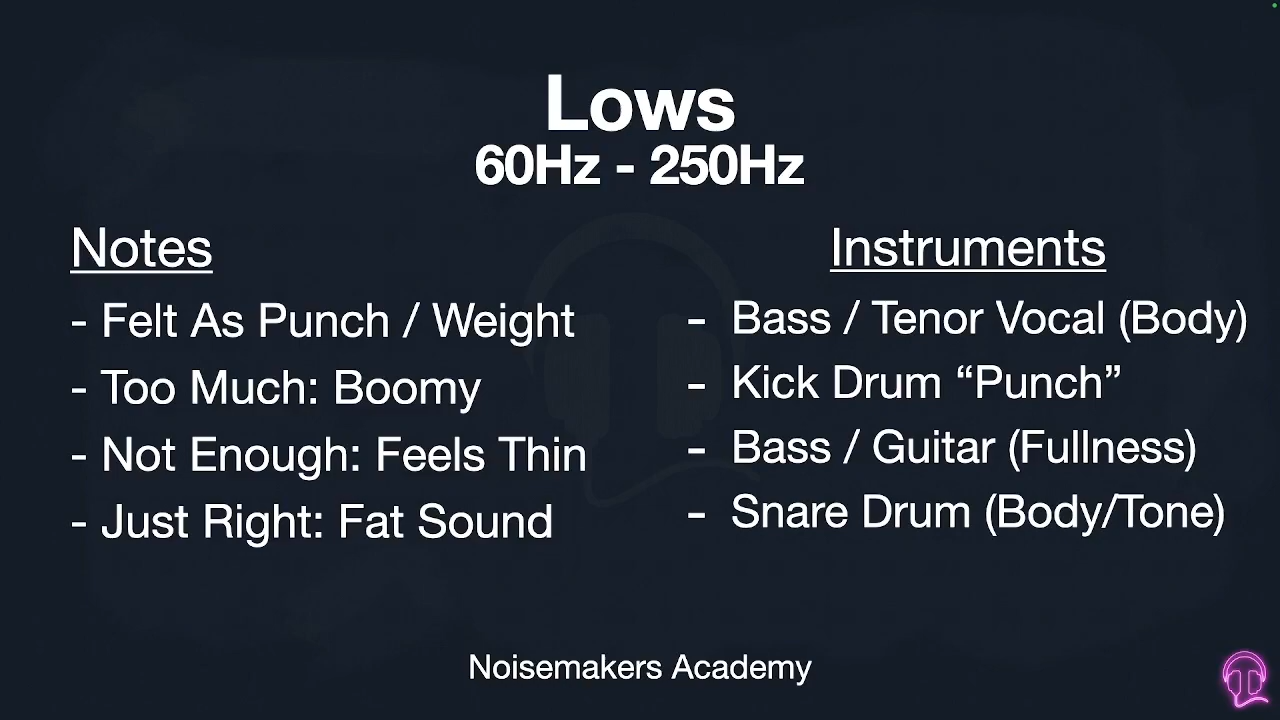 Lows
60Hz - 250Hz
Notes
- Felt As Punch / Weight
- Too Much: Boomy
- Not Enough: Feels Thin
- Just Right: Fat Sound
Instruments
- Bass / Tenor Vocal (Body)
- Kick Drum “Punch”
- Bass / Guitar (Fullness)
- Snare Drum (Body/Tone)
Noisemakers Academy